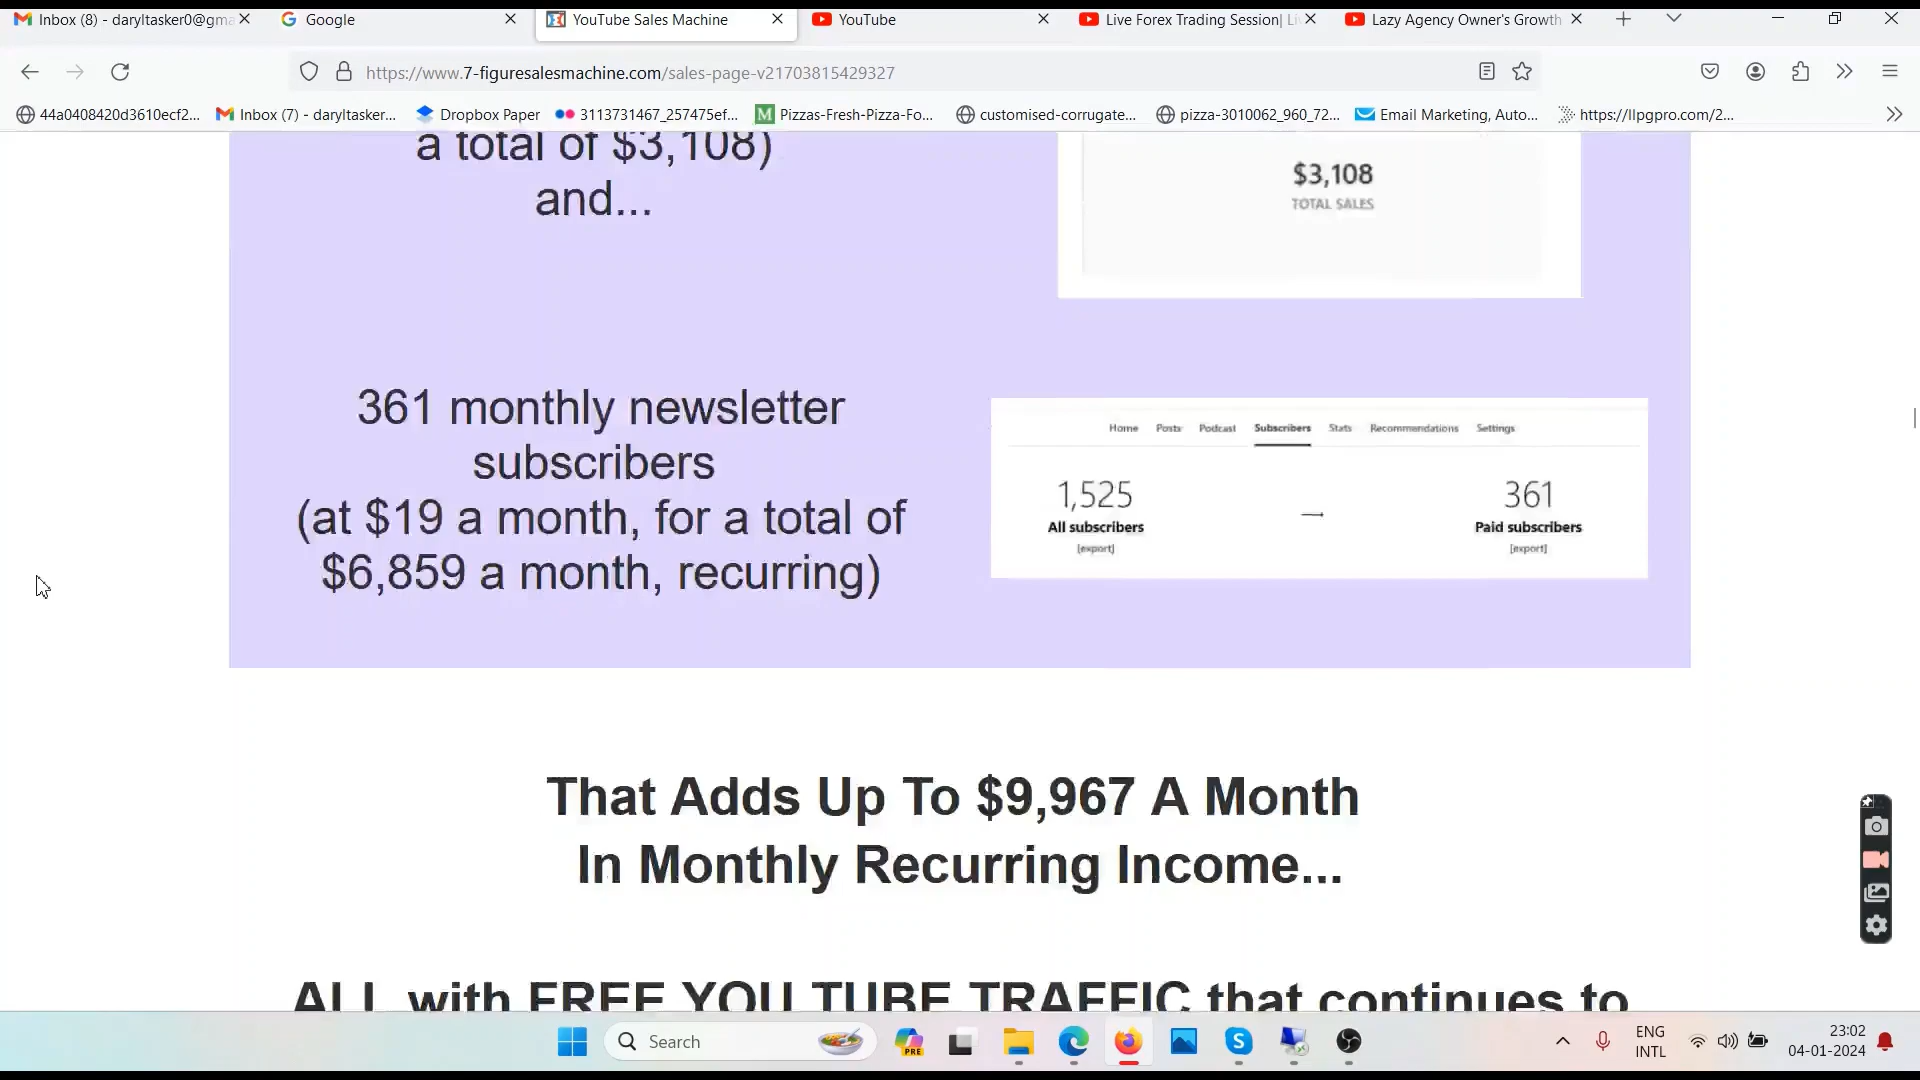 Inbox (8) - daryltasker0@gma
Google
YouTube Sales Machine
YouTube
Live Forex Trading Session| Li
Lazy Agency Owner's Growth
https://www.7-figuresalesmachine.com/sales-page-v21703815429327
44a0408420d3610ecf2...
Inbox (7) - daryltasker...
Dropbox Paper
3113731467_257475ef...
Pizzas-Fresh-Pizza-Fo...
customised-corrugate...
pizza-3010062_960_72...
Email Marketing, Auto...
https://llpgpro.com/2...
a total of $3,108)
and...
$3,108
TOTAL SALES
361 monthly newsletter
subscribers
(at $19 a month, for a total of
$6,859 a month, recurring)
Home Posts Podcast Subscribers Stats Recommendations Settings
1,525
All subscribers
[export]
361
Paid subscribers
[export]
That Adds Up To $9,967 A Month
In Monthly Recurring Income...
ALL with FREE YOU TUBE TRAFFIC that continues to
Search
PRE
ENG
INTL
23:02
04-01-2024